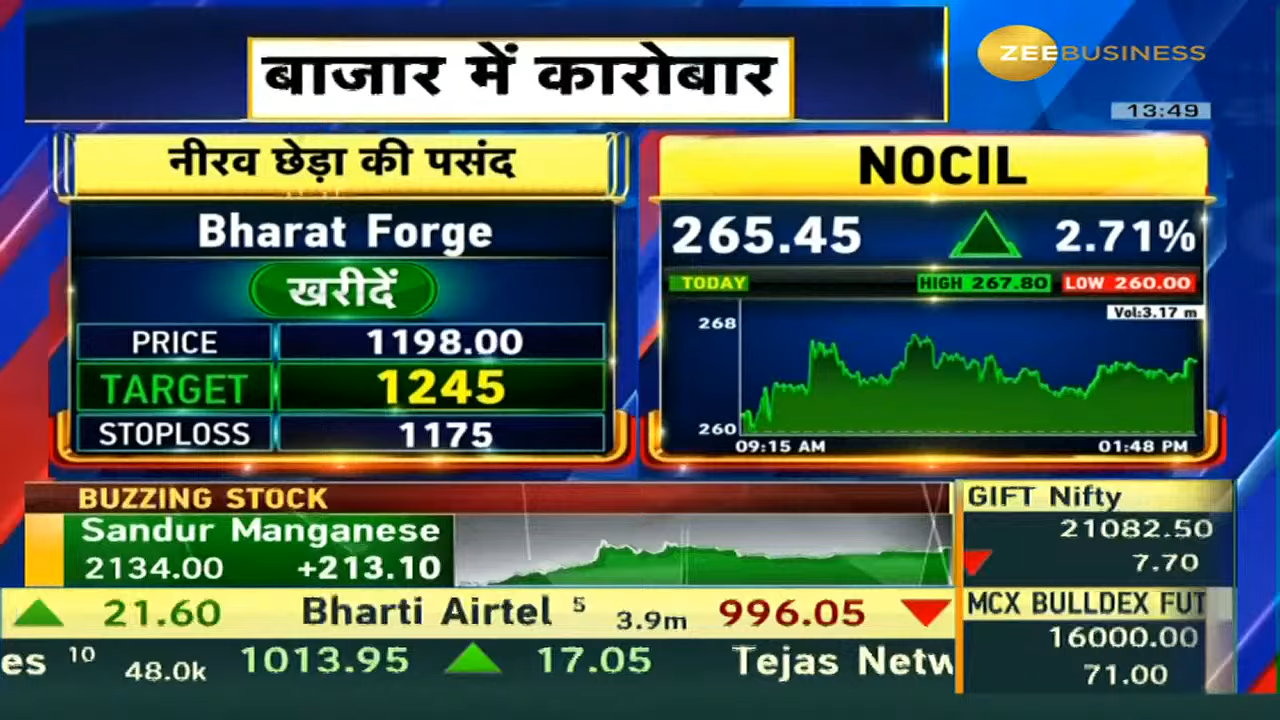 बाजार में कारोबार
ZEEBUSINESS
13:49
नीरव छेड़ा की पसंद
Bharat Forge
खरीदें
PRICE 1198.00
TARGET 1245
STOPLOSS 1175
NOCIL
265.45 2.71%
TODAY HIGH 267.80 LOW 260.00
Vol:3.17 m
268
260
09:15 AM 01:48 PM
BUZZING STOCK
Sandur Manganese
2134.00 +213.10
GIFT Nifty
21082.50
7.70
MCX BULLDEX FUT
16000.00
71.00
21.60 Bharti Airtel 5 3.9m 996.05
es 10 48.0k 1013.95 17.05 Tejas Netw